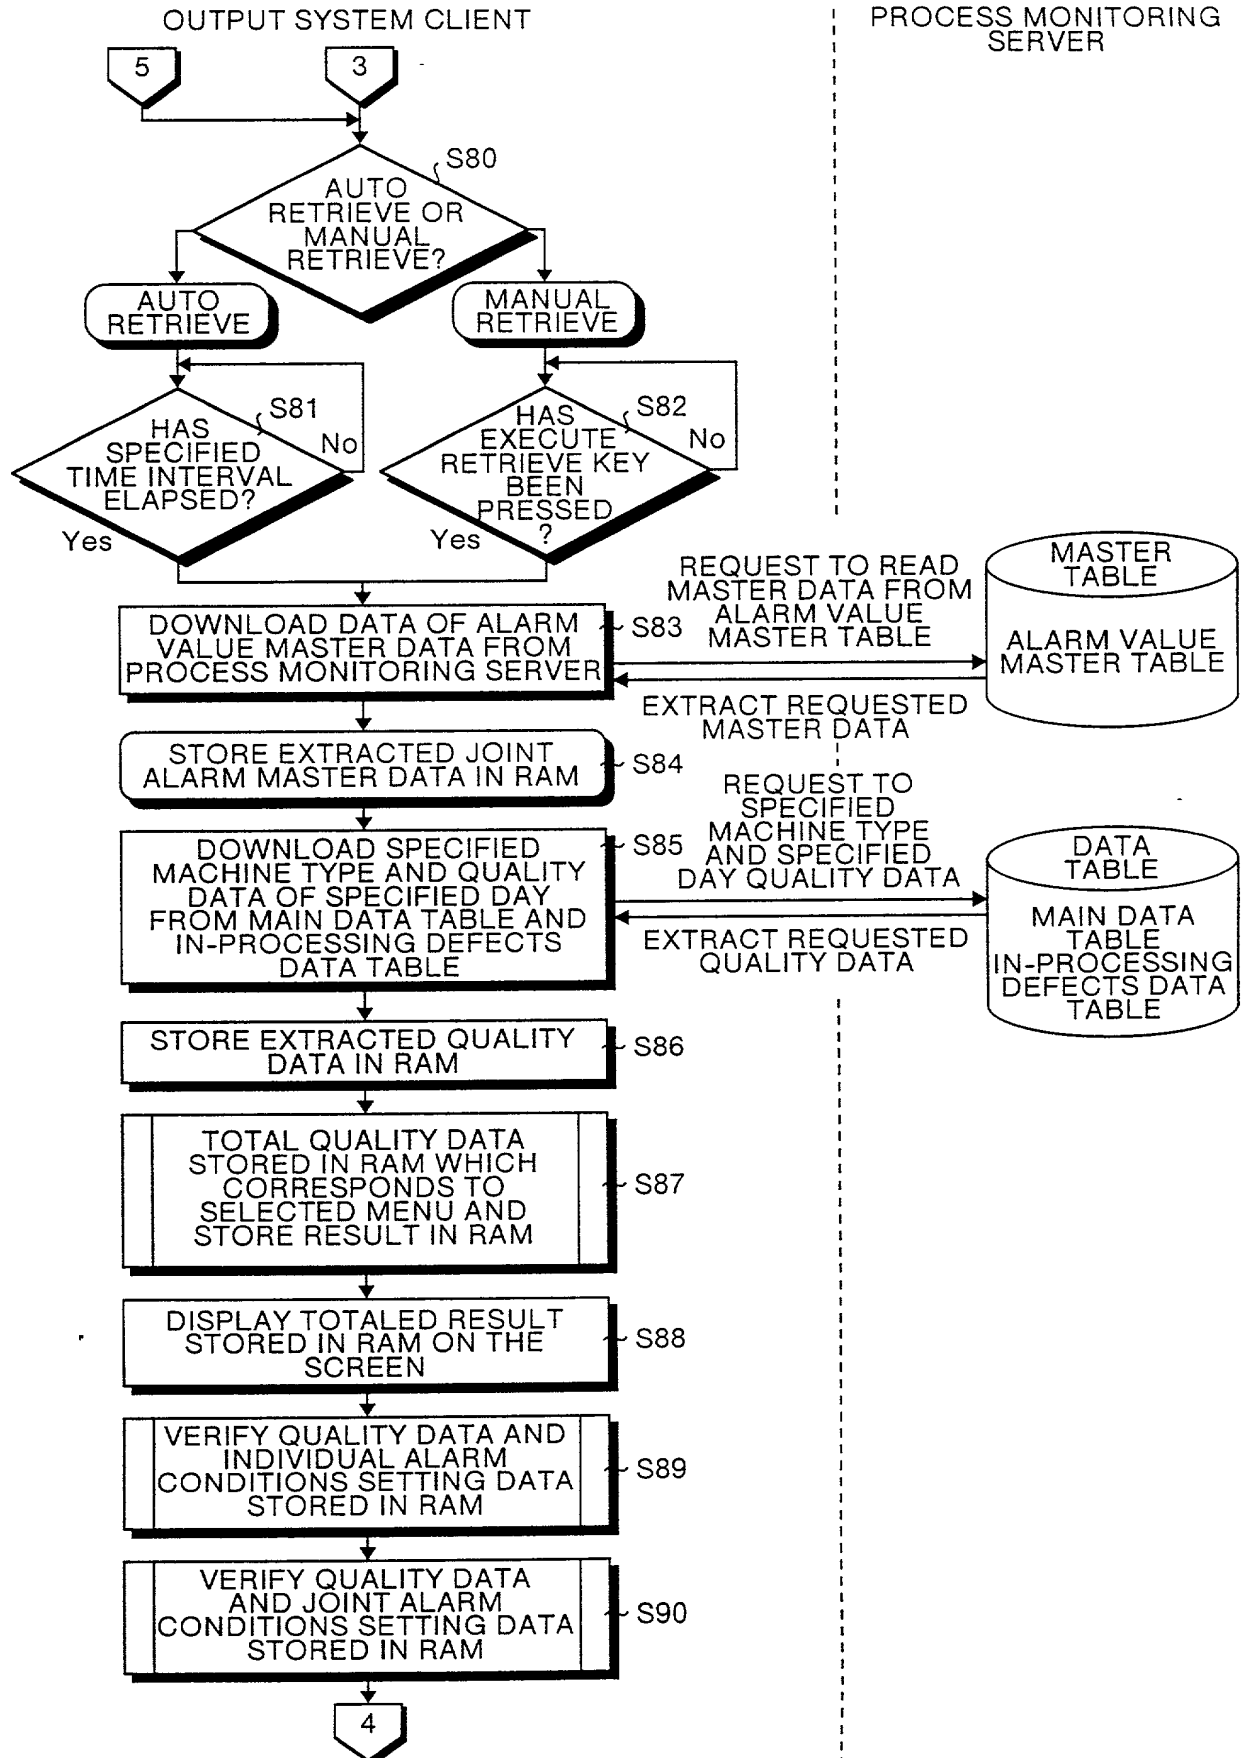 OUTPUT SYSTEM CLIENT
PROCESS MONITORING
SERVER
5
3
S80
AUTO
RETRIEVE OR
MANUAL
RETRIEVE?
AUTO
RETRIEVE
MANUAL
RETRIEVE
S81
HAS
SPECIFIED
TIME INTERVAL
ELAPSED?
No
Yes
S82
HAS
EXECUTE
RETRIEVE KEY
BEEN
PRESSED
?
No
Yes
DOWNLOAD DATA OF ALARM
VALUE MASTER DATA FROM
PROCESS MONITORING SERVER
S83
REQUEST TO READ
MASTER DATA FROM
ALARM VALUE
MASTER TABLE
MASTER
TABLE
ALARM VALUE
MASTER TABLE
EXTRACT REQUESTED
MASTER DATA
STORE EXTRACTED JOINT
ALARM MASTER DATA IN RAM
S84
REQUEST TO
SPECIFIED
MACHINE TYPE
AND SPECIFIED
DAY QUALITY DATA
DOWNLOAD SPECIFIED
MACHINE TYPE AND QUALITY
DATA OF SPECIFIED DAY
FROM MAIN DATA TABLE AND
IN-PROCESSING DEFECTS
DATA TABLE
S85
DATA
TABLE
MAIN DATA
TABLE
IN-PROCESSING
DEFECTS DATA
TABLE
EXTRACT REQUESTED
QUALITY DATA
STORE EXTRACTED QUALITY
DATA IN RAM
S86
TOTAL QUALITY DATA
STORED IN RAM WHICH
CORRESPONDS TO
SELECTED MENU AND
STORE RESULT IN RAM
S87
DISPLAY TOTALED RESULT
STORED IN RAM ON THE
SCREEN
S88
VERIFY QUALITY DATA AND
INDIVIDUAL ALARM
CONDITIONS SETTING DATA
STORED IN RAM
S89
VERIFY QUALITY DATA
AND JOINT ALARM
CONDITIONS SETTING DATA
STORED IN RAM
S90
4